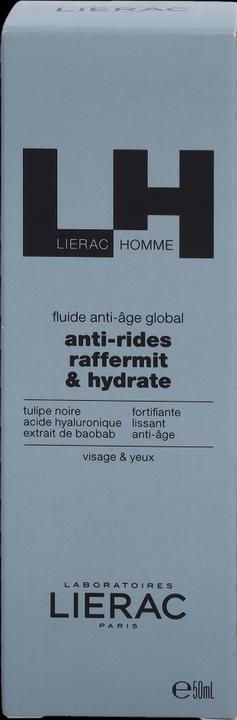 LIERAC
LH
LIERAC HOMME
fluide anti-âge global
anti-rides
raffermit
& hydrate
tulipe noire fortifiante
acide hyaluronique lissant
extrait de baobab anti-âge
visage & yeux
LABORATOIRES
LIERAC
PARIS
e50mL